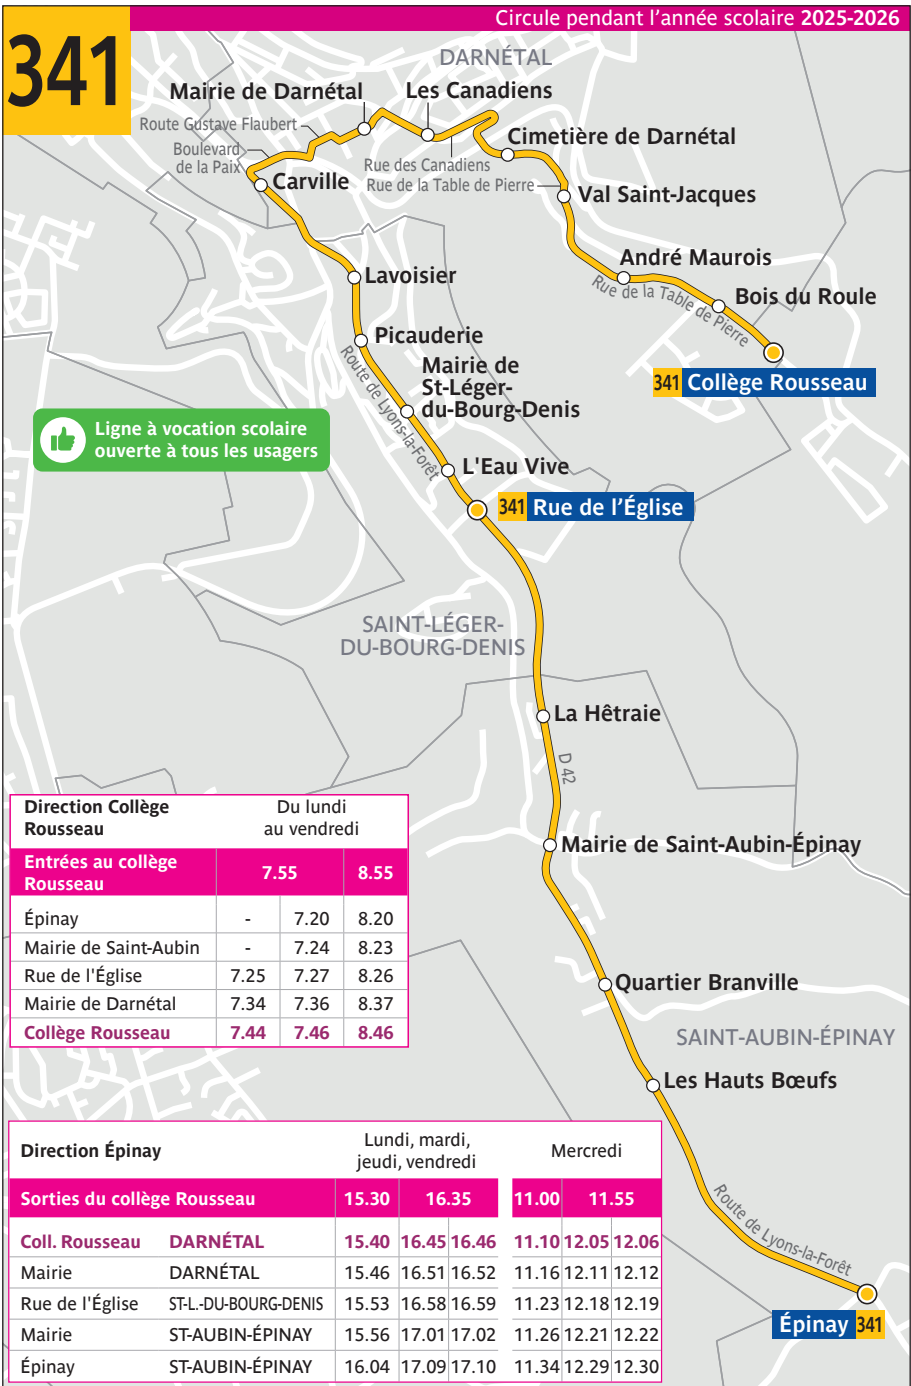 Circule pendant l'année scolaire 2025-2026
341
DARNÉTAL
Mairie de Darnétal
Les Canadiens
Route Gustave Flaubert
Cimetière de Darnétal
Boulevard
de la Paix
Rue des Canadiens
Carville
Rue de la Table de Pierre
Val Saint-Jacques
André Maurois
Lavoisier
Rue de la Table de Pierre
Bois du Roule
Picauderie
341 Collège Rousseau
Route de Lyons-la-Forêt
Mairie de
St-Léger-
du-Bourg-Denis
Ligne à vocation scolaire
ouverte à tous les usagers
L'Eau Vive
341 Rue de l'Église
SAINT-LÉGER-
DU-BOURG-DENIS
La Hêtraie
D 42
Mairie de Saint-Aubin-Épinay
Quartier Branville
SAINT-AUBIN-ÉPINAY
Les Hauts Bœufs
Route de Lyons-la-Forêt
Épinay 341
Direction Collège
Rousseau
Du lundi
au vendredi
Entrées au collège
Rousseau
7.55 8.55
Épinay - 7.20 8.20
Mairie de Saint-Aubin - 7.24 8.23
Rue de l'Église 7.25 7.27 8.26
Mairie de Darnétal 7.34 7.36 8.37
Collège Rousseau 7.44 7.46 8.46
Direction Épinay
Lundi, mardi,
jeudi, vendredi
Mercredi
Sorties du collège Rousseau 15.30 16.35 11.00 11.55
Coll. Rousseau DARNÉTAL 15.40 16.45 16.46 11.10 12.05 12.06
Mairie DARNÉTAL 15.46 16.51 16.52 11.16 12.11 12.12
Rue de l'Église ST-L.-DU-BOURG-DENIS 15.53 16.58 16.59 11.23 12.18 12.19
Mairie ST-AUBIN-ÉPINAY 15.56 17.01 17.02 11.26 12.21 12.22
Épinay ST-AUBIN-ÉPINAY 16.04 17.09 17.10 11.34 12.29 12.30